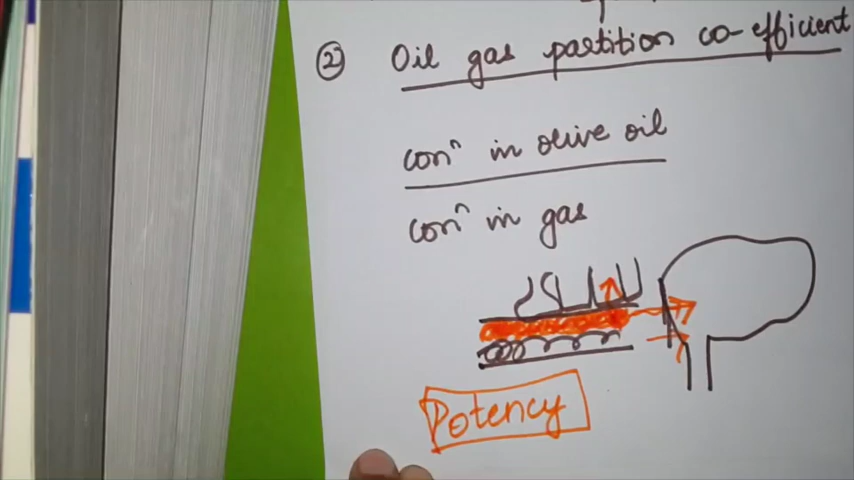 ② Oil gas partition co-efficient
conⁿ in olive oil
conⁿ in gas
Potency